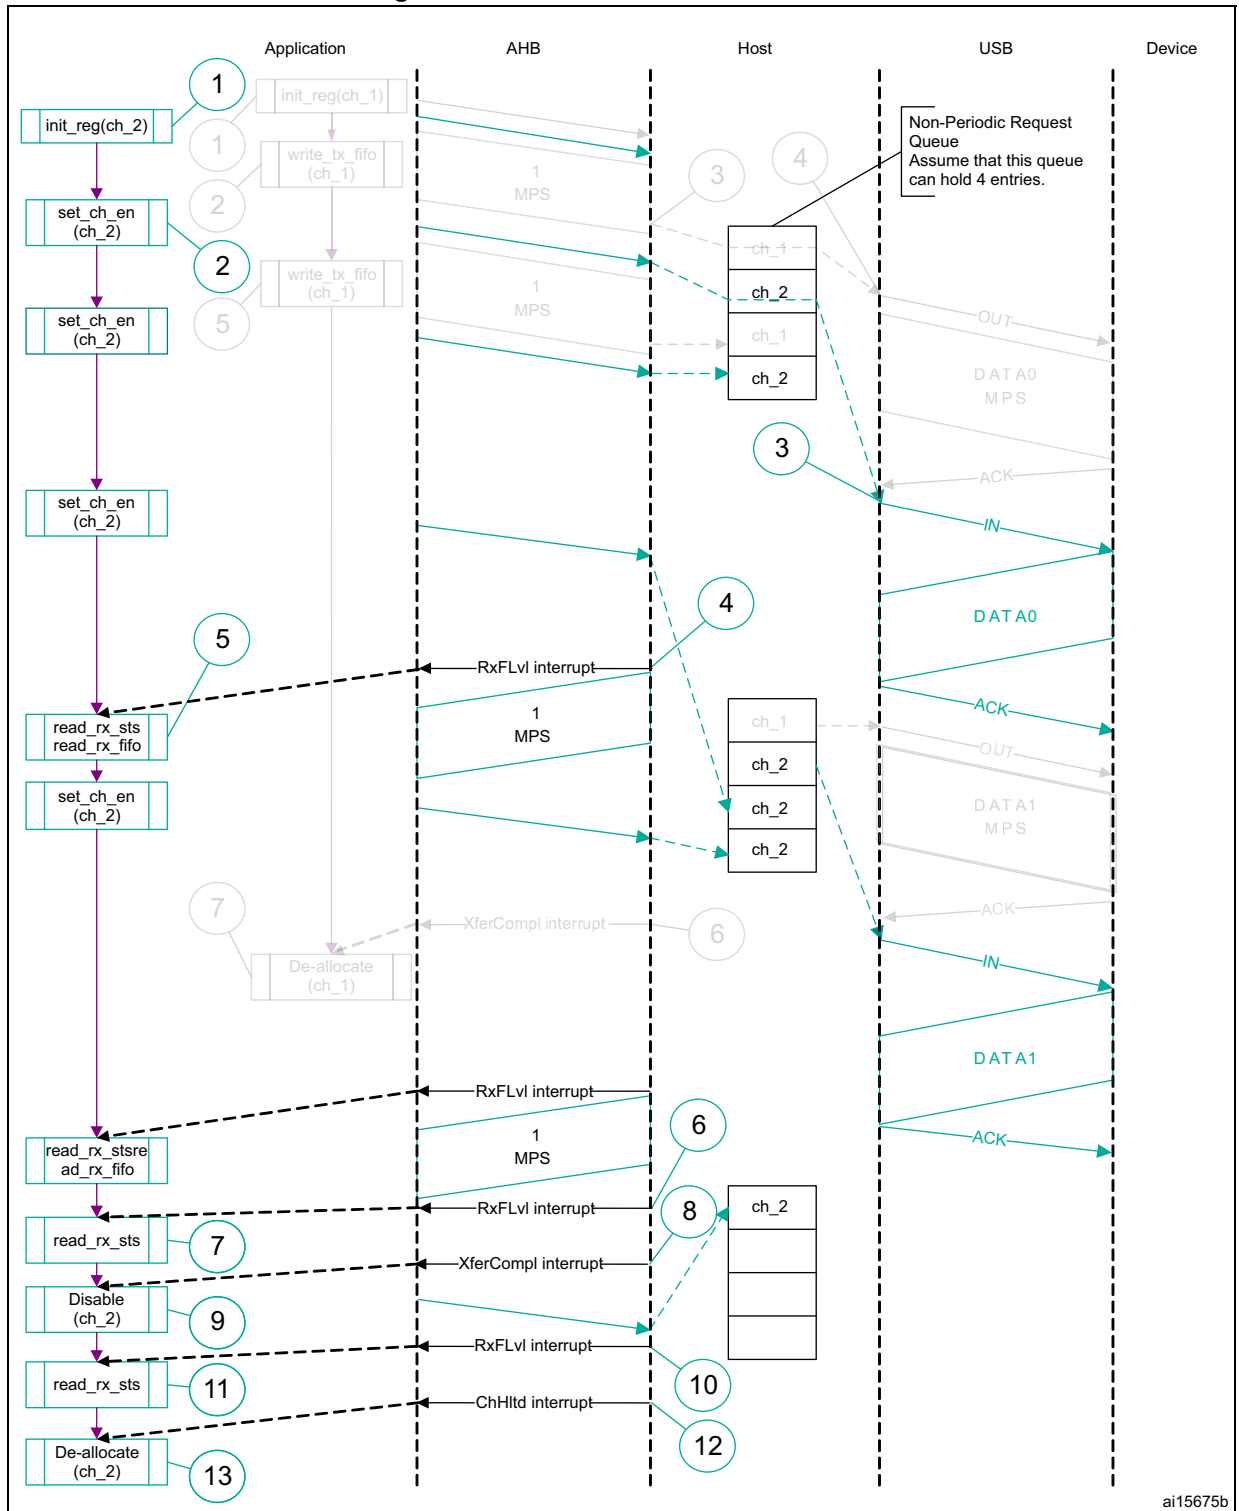 Application
AHB
Host
USB
Device
1
init_reg(ch_1)
init_reg(ch_2)
1
write_tx_fifo
(ch_1)
Non-Periodic Request
Queue
Assume that this queue
can hold 4 entries.
1
MPS
3
4
2
set_ch_en
(ch_2)
2
ch_1
write_tx_fifo
(ch_1)
1
MPS
ch_2
5
set_ch_en
(ch_2)
ch_1
OUT
ch_2
DATA0
MPS
3
ACK
set_ch_en
(ch_2)
IN
4
DATA0
5
RxFLvl interrupt
read_rx_sts
read_rx_fifo
1
MPS
ch_1
ACK
OUT
ch_2
set_ch_en
(ch_2)
ch_2
DATA1
MPS
ch_2
7
XferCompl interrupt
6
ACK
De-allocate
(ch_1)
IN
DATA1
RxFLvl interrupt
6
read_rx_stsre
ad_rx_fifo
1
MPS
ACK
RxFLvl interrupt
8
ch_2
read_rx_sts
7
XferCompl interrupt
Disable
(ch_2)
9
RxFLvl interrupt
read_rx_sts
11
10
ChHltd interrupt
12
De-allocate
(ch_2)
13
ai15675b